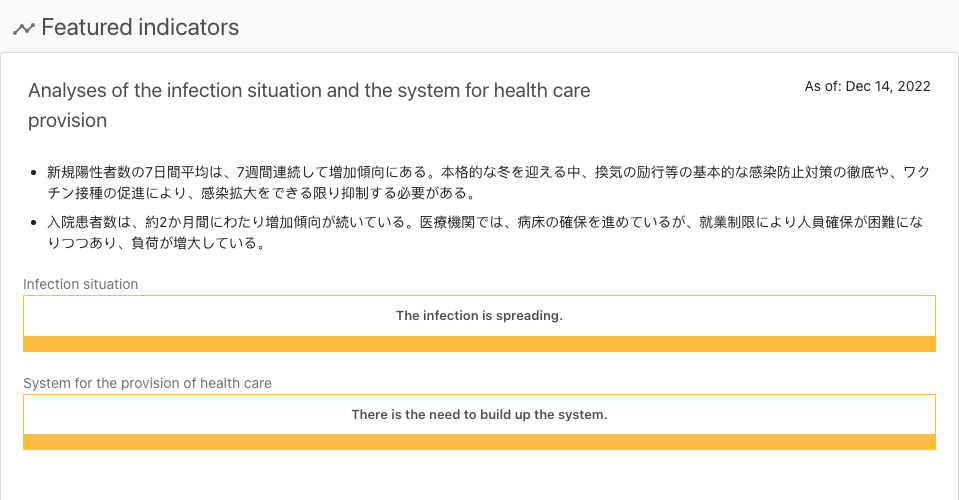 Featured indicators
Analyses of the infection situation and the system for health care
provision
As of: Dec 14, 2022
• 新規陽性者数の7日間平均は、7週間連続して増加傾向にある。本格的な冬を迎える中、換気の励行等の基本的な感染防止対策の徹底や、ワク
チン接種の促進により、感染拡大をできる限り抑制する必要がある。
• 入院患者数は、約2か月間にわたり増加傾向が続いている。医療機関では、病床の確保を進めているが、就業制限により人員確保が困難にな
りつつあり、負荷が増大している。
Infection situation
The infection is spreading.
System for the provision of health care
There is the need to build up the system.